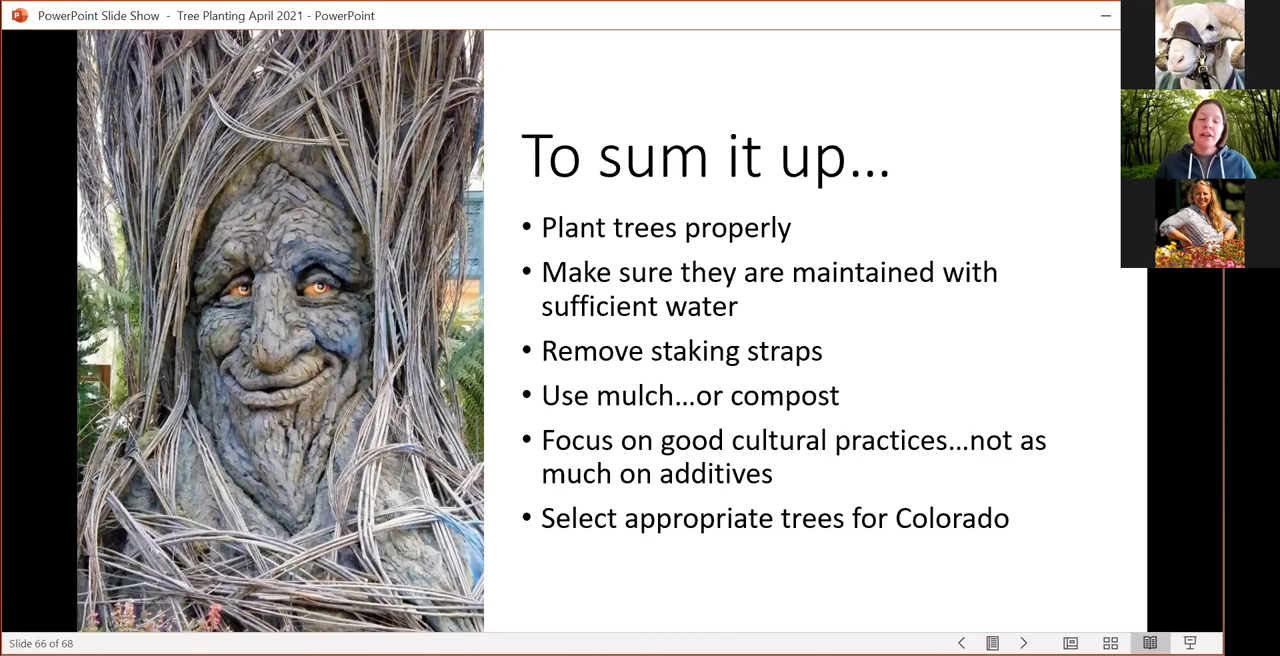 PowerPoint Slide Show - Tree Planting April 2021 - PowerPoint
To sum it up...
• Plant trees properly
• Make sure they are maintained with
sufficient water
• Remove staking straps
• Use mulch...or compost
• Focus on good cultural practices...not as
much on additives
• Select appropriate trees for Colorado
Slide 66 of 68